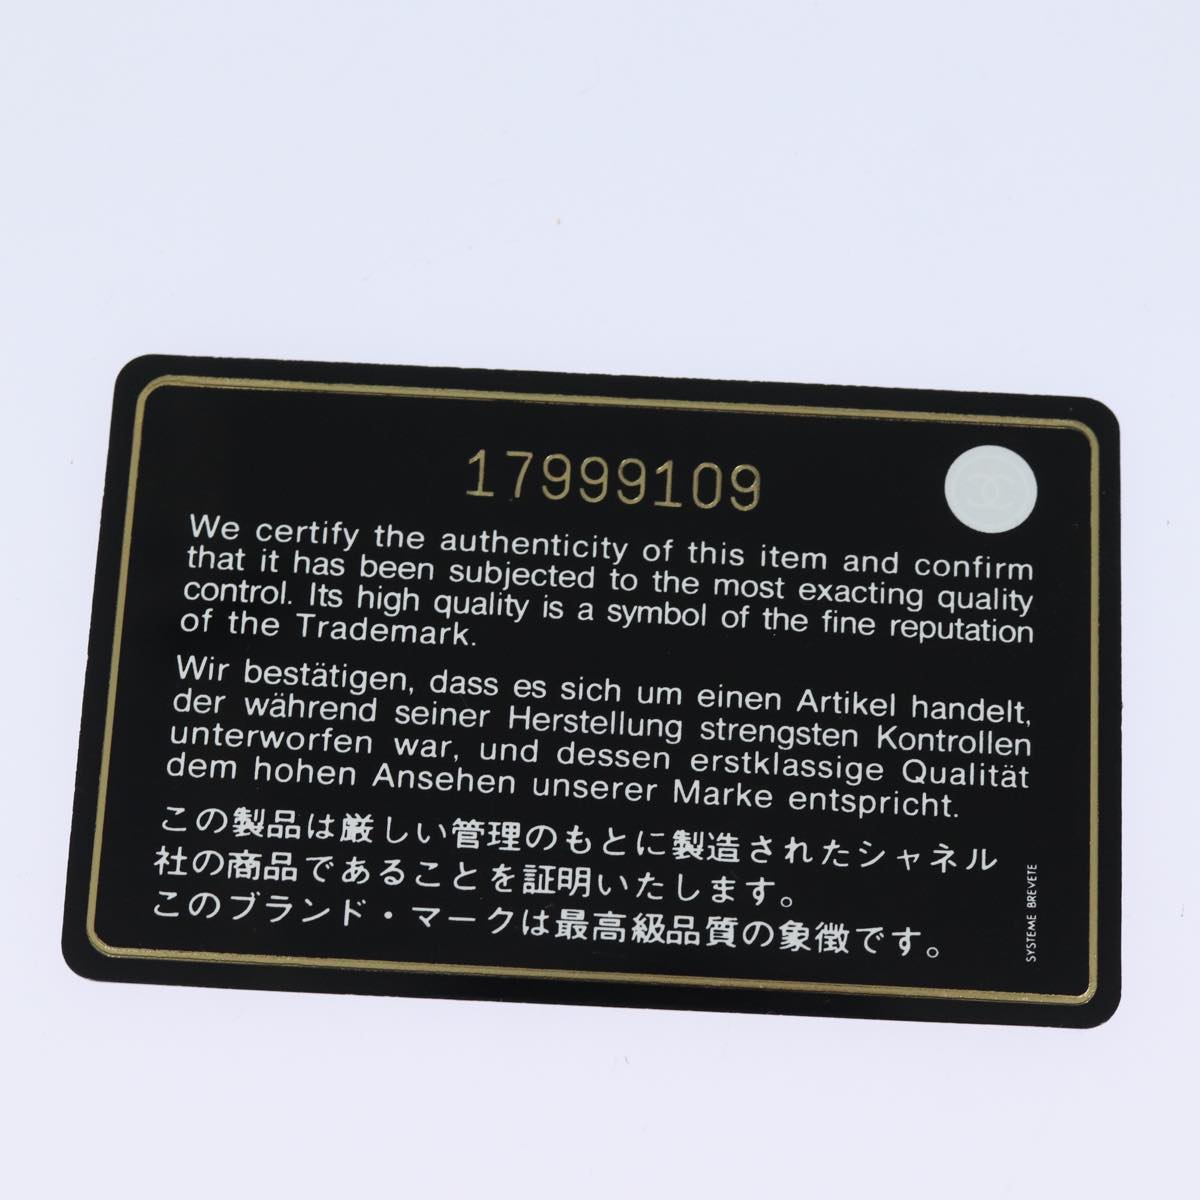 17999109
We certify the authenticity of this item and confirm
that it has been subjected to the most exacting quality
control. Its high quality is a symbol of the fine reputation
of the Trademark.
Wir bestätigen, dass es sich um einen Artikel handelt,
der während seiner Herstellung strengsten Kontrollen
unterworfen war, und dessen erstklassige Qualität
dem hohen Ansehen unserer Marke entspricht.
この製品は厳しい管理のもとに製造されたシャネル
社の商品であることを証明いたします。
このブランド・マークは最高級品質の象徴です。
SYSTEME BREVETE